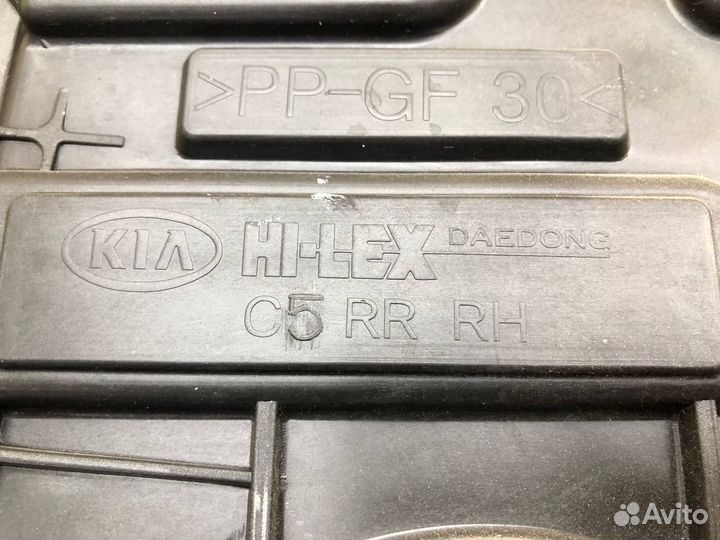 >PP-GF 30<
KIA HI-LEX DAEDONG
C5 RR RH
Avito